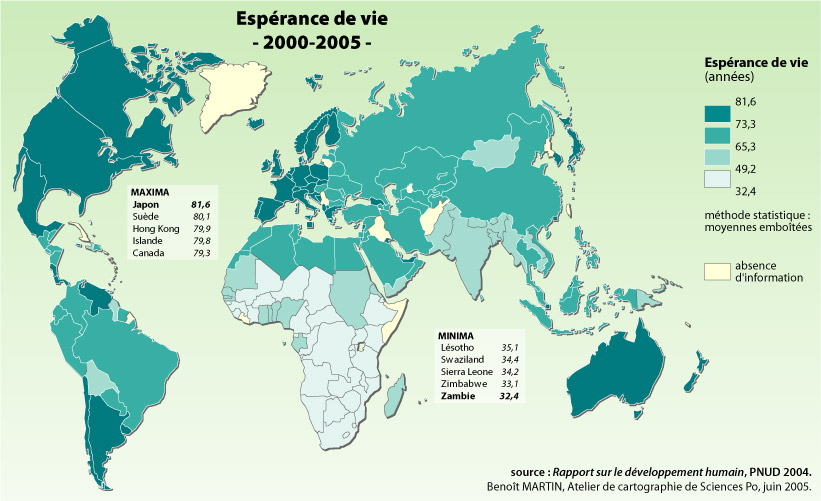 Espérance de vie
- 2000-2005 -
Espérance de vie
(années)
81,6
73,3
65,3
49,2
32,4
méthode statistique :
moyennes emboîtées
absence
d'information
MAXIMA
Japon 81,6
Suède 80,1
Hong Kong 79,9
Islande 79,8
Canada 79,3
MINIMA
Lésotho 35,1
Swaziland 34,4
Sierra Leone 34,2
Zimbabwe 33,1
Zambie 32,4
source : Rapport sur le développement humain, PNUD 2004.
Benoît MARTIN, Atelier de cartographie de Sciences Po, juin 2005.